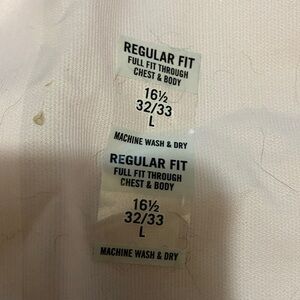 REGULAR FIT
FULL FIT THROUGH
CHEST & BODY
16½
32/33
L
MACHINE WASH & DRY
REGULAR FIT
FULL FIT THROUGH
CHEST & BODY
16½
32/33
L
MACHINE WASH & DRY